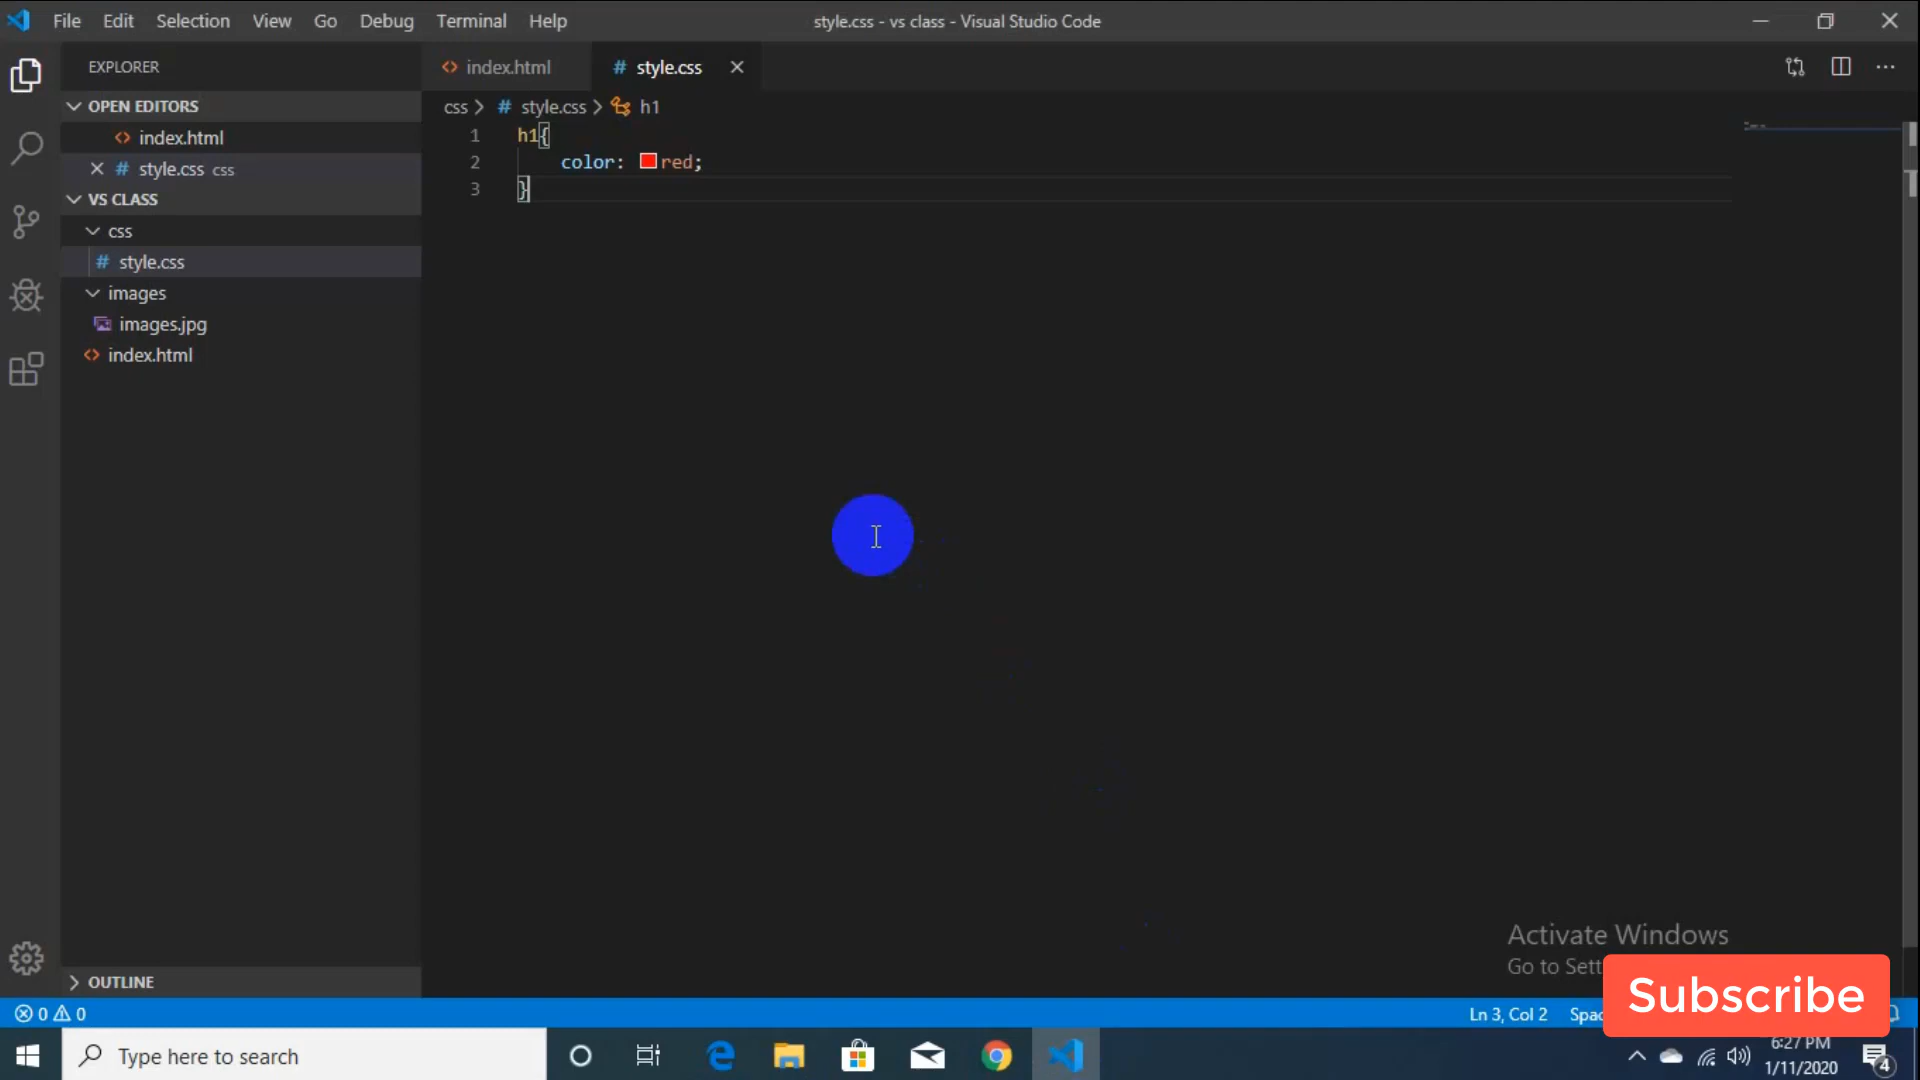 File Edit Selection View Go Debug Terminal Help
style.css - vs class - Visual Studio Code
EXPLORER
OPEN EDITORS
index.html
style.css css
VS CLASS
css
style.css
images
images.jpg
index.html
OUTLINE
index.html
# style.css
css > # style.css > h1
1 h1{
2 color: red;
3 }
Activate Windows
Go to Sett
Subscribe
0 0
Ln 3, Col 2
Spac
Type here to search
6:27 PM
1/11/2020
4